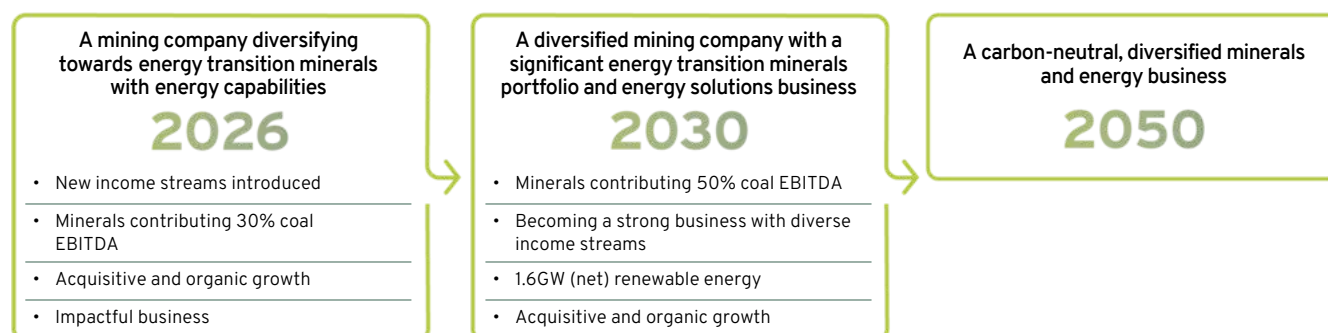 A mining company diversifying
towards energy transition minerals
with energy capabilities
2026
• New income streams introduced
• Minerals contributing 30% coal
EBITDA
• Acquisitive and organic growth
• Impactful business
A diversified mining company with a
significant energy transition minerals
portfolio and energy solutions business
2030
• Minerals contributing 50% coal EBITDA
• Becoming a strong business with diverse
income streams
• 1.6GW (net) renewable energy
• Acquisitive and organic growth
A carbon-neutral, diversified minerals
and energy business
2050